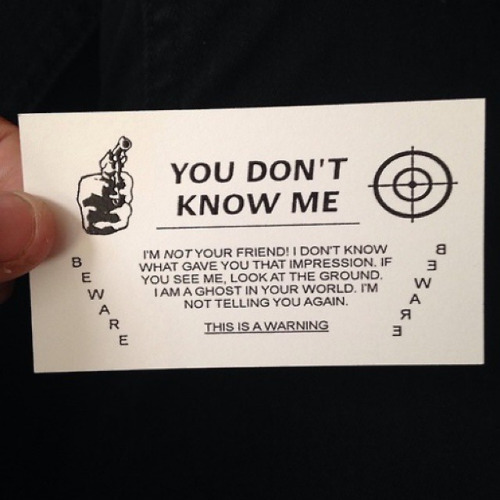 YOU DON'T
KNOW ME
I'M NOT YOUR FRIEND! I DON'T KNOW
WHAT GAVE YOU THAT IMPRESSION. IF
YOU SEE ME, LOOK AT THE GROUND.
I AM A GHOST IN YOUR WORLD. I'M
NOT TELLING YOU AGAIN.
THIS IS A WARNING
BEWARE
BEWARE